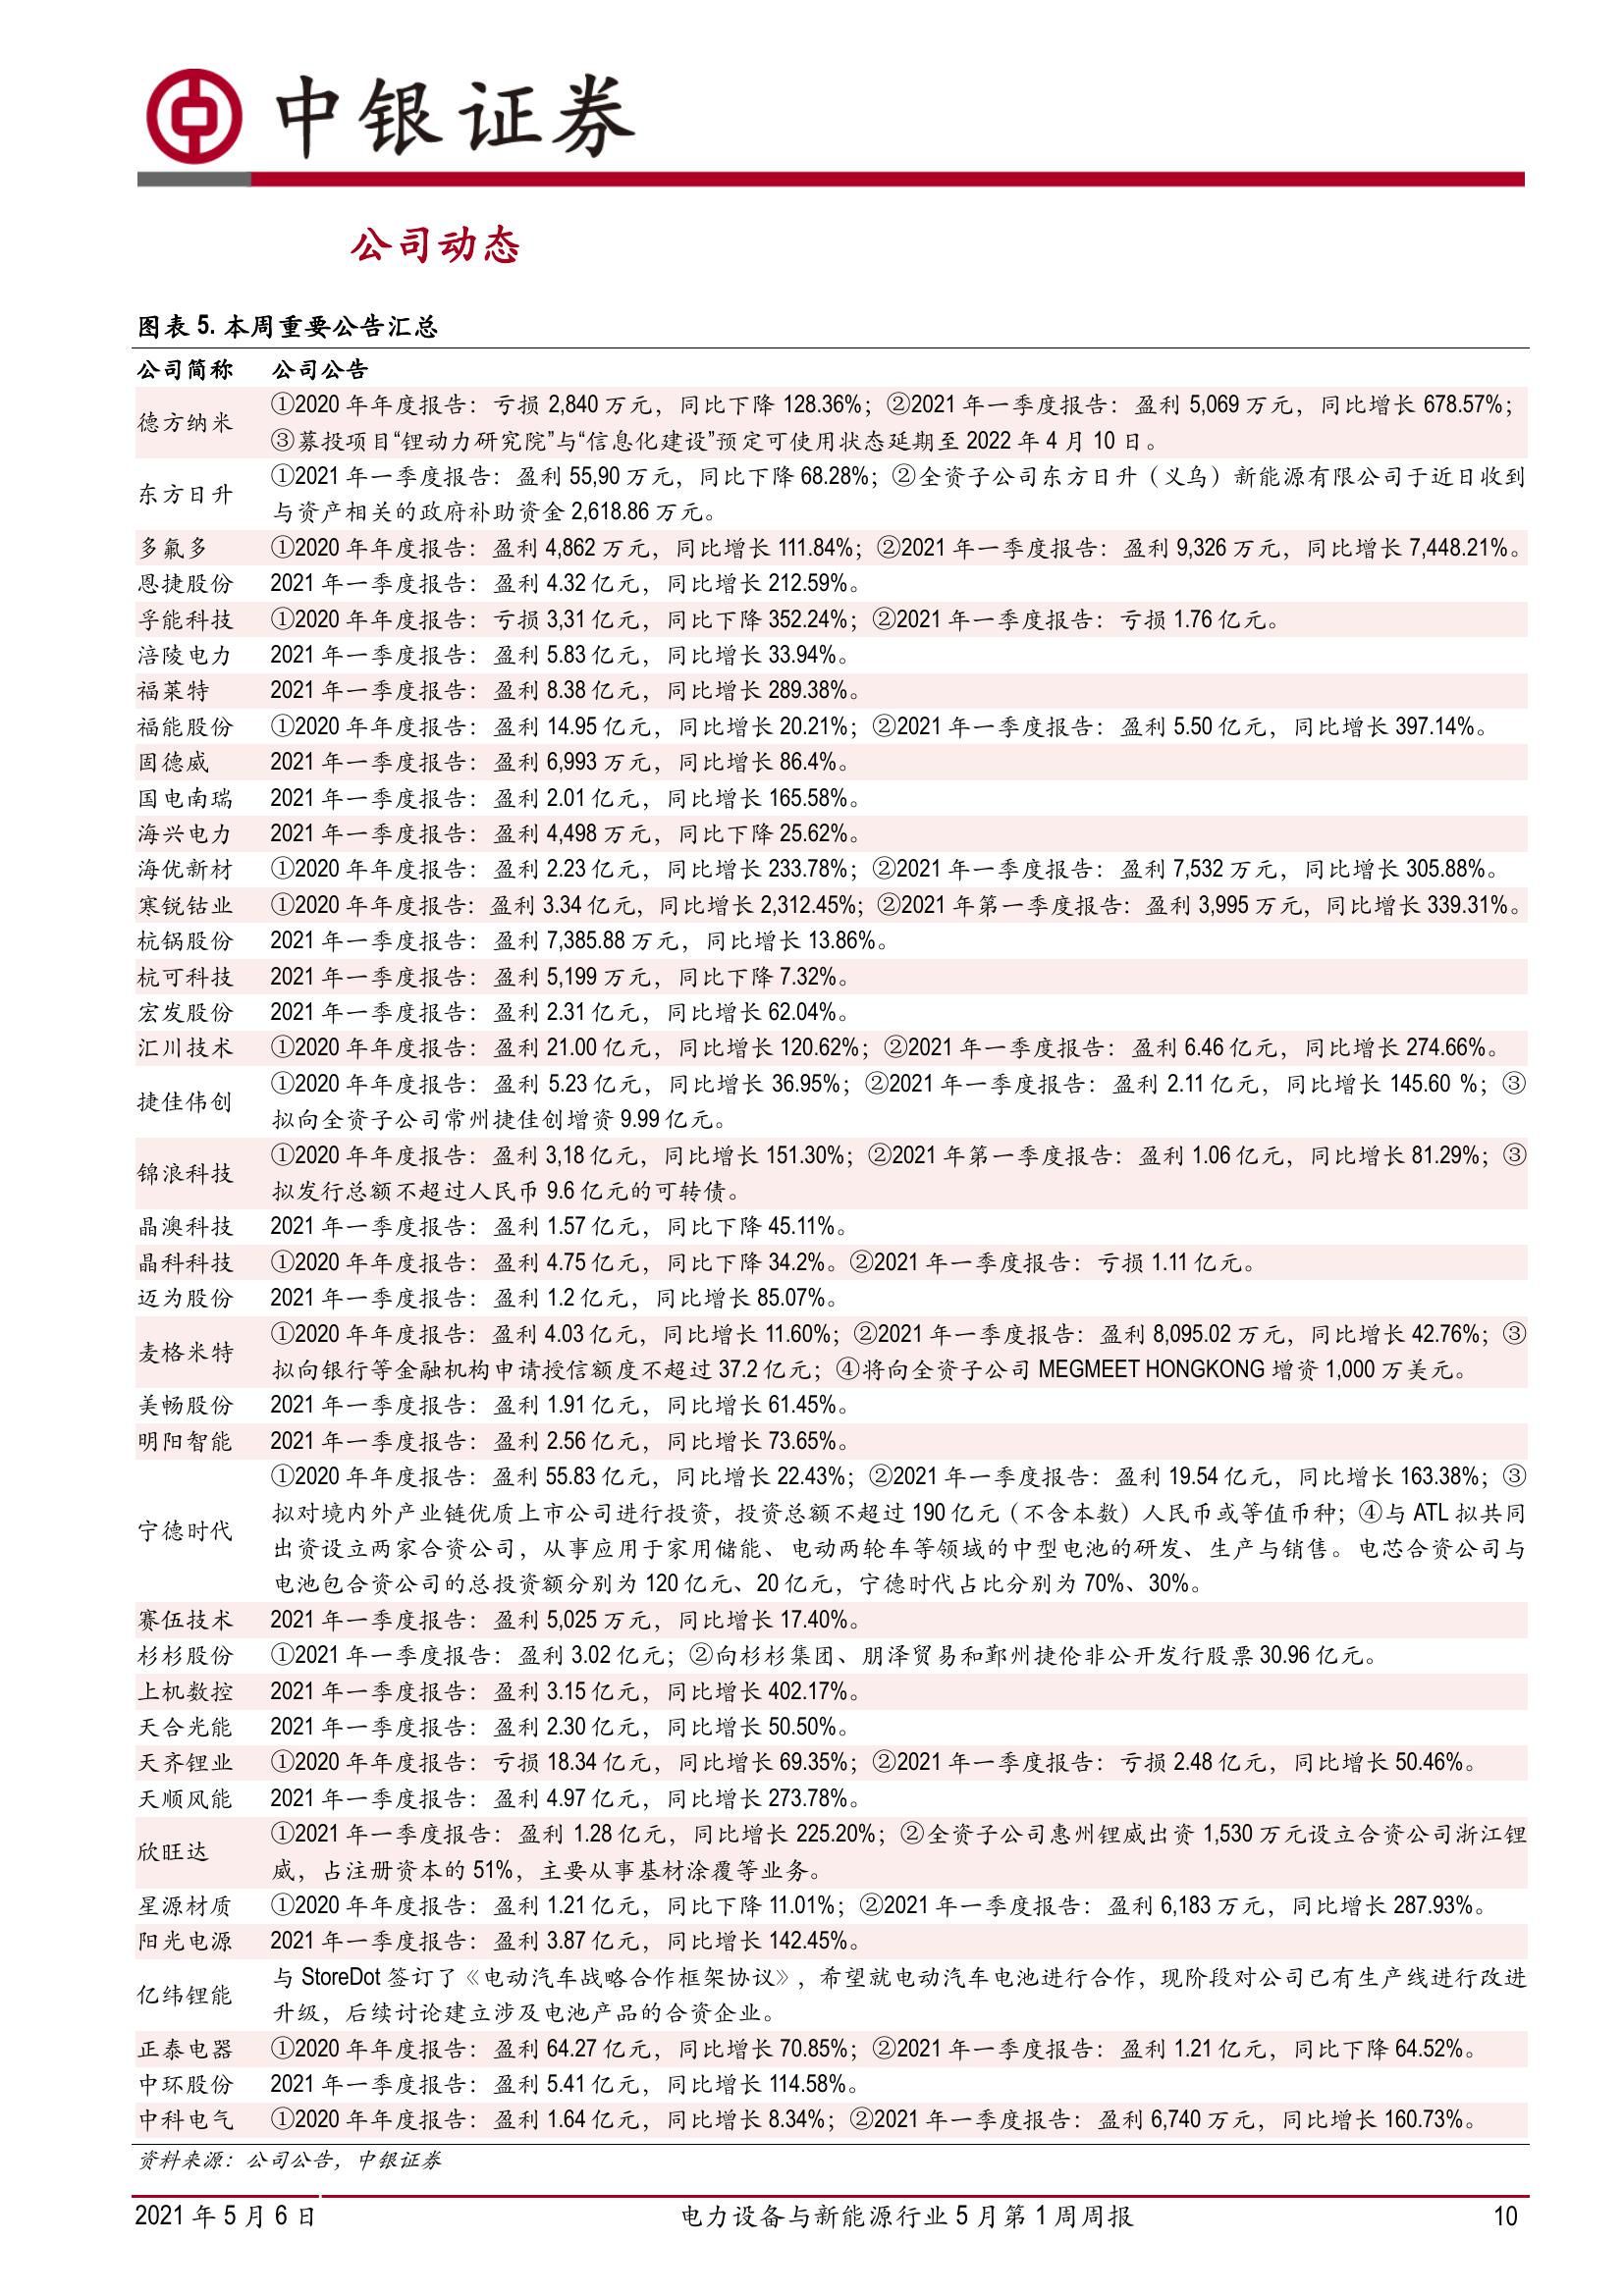 中银证券
公司动态
图表 5. 本周重要公告汇总
公司简称 公司公告
德方纳米 ①2020 年年度报告：亏损 2,840 万元，同比下降 128.36%；②2021 年一季度报告：盈利 5,069 万元，同比增长 678.57%；
③募投项目“锂动力研究院”与“信息化建设”预定可使用状态延期至 2022 年 4 月 10 日。
东方日升 ①2021 年一季度报告：盈利 55,90 万元，同比下降 68.28%；②全资子公司东方日升（义乌）新能源有限公司于近日收到
与资产相关的政府补助资金 2,618.86 万元。
多氟多 ①2020 年年度报告：盈利 4,862 万元，同比增长 111.84%；②2021 年一季度报告：盈利 9,326 万元，同比增长 7,448.21%。
恩捷股份 2021 年一季度报告：盈利 4.32 亿元，同比增长 212.59%。
孚能科技 ①2020 年年度报告：亏损 3,31 亿元，同比下降 352.24%；②2021 年一季度报告：亏损 1.76 亿元。
涪陵电力 2021 年一季度报告：盈利 5.83 亿元，同比增长 33.94%。
福莱特 2021 年一季度报告：盈利 8.38 亿元，同比增长 289.38%。
福能股份 ①2020 年年度报告：盈利 14.95 亿元，同比增长 20.21%；②2021 年一季度报告：盈利 5.50 亿元，同比增长 397.14%。
固德威 2021 年一季度报告：盈利 6,993 万元，同比增长 86.4%。
国电南瑞 2021 年一季度报告：盈利 2.01 亿元，同比增长 165.58%。
海兴电力 2021 年一季度报告：盈利 4,498 万元，同比下降 25.62%。
海优新材 ①2020 年年度报告：盈利 2.23 亿元，同比增长 233.78%；②2021 年一季度报告：盈利 7,532 万元，同比增长 305.88%。
寒锐钴业 ①2020 年年度报告：盈利 3.34 亿元，同比增长 2,312.45%；②2021 年第一季度报告：盈利 3,995 万元，同比增长 339.31%。
杭锅股份 2021 年一季度报告：盈利 7,385.88 万元，同比增长 13.86%。
杭可科技 2021 年一季度报告：盈利 5,199 万元，同比下降 7.32%。
宏发股份 2021 年一季度报告：盈利 2.31 亿元，同比增长 62.04%。
汇川技术 ①2020 年年度报告：盈利 21.00 亿元，同比增长 120.62%；②2021 年一季度报告：盈利 6.46 亿元，同比增长 274.66%。
捷佳伟创 ①2020 年年度报告：盈利 5.23 亿元，同比增长 36.95%；②2021 年一季度报告：盈利 2.11 亿元，同比增长 145.60 %；③
拟向全资子公司常州捷佳创增资 9.99 亿元。
锦浪科技 ①2020 年年度报告：盈利 3,18 亿元，同比增长 151.30%；②2021 年第一季度报告：盈利 1.06 亿元，同比增长 81.29%；③
拟发行总额不超过人民币 9.6 亿元的可转债。
晶澳科技 2021 年一季度报告：盈利 1.57 亿元，同比下降 45.11%。
晶科科技 ①2020 年年度报告：盈利 4.75 亿元，同比下降 34.2%。②2021 年一季度报告：亏损 1.11 亿元。
迈为股份 2021 年一季度报告：盈利 1.2 亿元，同比增长 85.07%。
麦格米特 ①2020 年年度报告：盈利 4.03 亿元，同比增长 11.60%；②2021 年一季度报告：盈利 8,095.02 万元，同比增长 42.76%；③
拟向银行等金融机构申请授信额度不超过 37.2 亿元；④将向全资子公司 MEGMEET HONGKONG 增资 1,000 万美元。
美畅股份 2021 年一季度报告：盈利 1.91 亿元，同比增长 61.45%。
明阳智能 2021 年一季度报告：盈利 2.56 亿元，同比增长 73.65%。
宁德时代 ①2020 年年度报告：盈利 55.83 亿元，同比增长 22.43%；②2021 年一季度报告：盈利 19.54 亿元，同比增长 163.38%；③
拟对境内外产业链优质上市公司进行投资，投资总额不超过 190 亿元（不含本数）人民币或等值币种；④与 ATL 拟共同
出资设立两家合资公司，从事应用于家用储能、电动两轮车等领域的中型电池的研发、生产与销售。电芯合资公司与
电池包合资公司的总投资额分别为 120 亿元、20 亿元，宁德时代占比分别为 70%、30%。
赛伍技术 2021 年一季度报告：盈利 5,025 万元，同比增长 17.40%。
杉杉股份 ①2021 年一季度报告：盈利 3.02 亿元；②向杉杉集团、朋泽贸易和鄞州捷伦非公开发行股票 30.96 亿元。
上机数控 2021 年一季度报告：盈利 3.15 亿元，同比增长 402.17%。
天合光能 2021 年一季度报告：盈利 2.30 亿元，同比增长 50.50%。
天齐锂业 ①2020 年年度报告：亏损 18.34 亿元，同比增长 69.35%；②2021 年一季度报告：亏损 2.48 亿元，同比增长 50.46%。
天顺风能 2021 年一季度报告：盈利 4.97 亿元，同比增长 273.78%。
欣旺达 ①2021 年一季度报告：盈利 1.28 亿元，同比增长 225.20%；②全资子公司惠州锂威出资 1,530 万元设立合资公司浙江锂
威，占注册资本的 51%，主要从事基材涂覆等业务。
星源材质 ①2020 年年度报告：盈利 1.21 亿元，同比下降 11.01%；②2021 年一季度报告：盈利 6,183 万元，同比增长 287.93%。
阳光电源 2021 年一季度报告：盈利 3.87 亿元，同比增长 142.45%。
亿纬锂能 与 StoreDot 签订了《电动汽车战略合作框架协议》，希望就电动汽车电池进行合作，现阶段对公司已有生产线进行改进
升级，后续讨论建立涉及电池产品的合资企业。
正泰电器 ①2020 年年度报告：盈利 64.27 亿元，同比增长 70.85%；②2021 年一季度报告：盈利 1.21 亿元，同比下降 64.52%。
中环股份 2021 年一季度报告：盈利 5.41 亿元，同比增长 114.58%。
中科电气 ①2020 年年度报告：盈利 1.64 亿元，同比增长 8.34%；②2021 年一季度报告：盈利 6,740 万元，同比增长 160.73%。
资料来源：公司公告，中银证券
2021 年 5 月 6 日 电力设备与新能源行业 5 月第 1 周周报 10